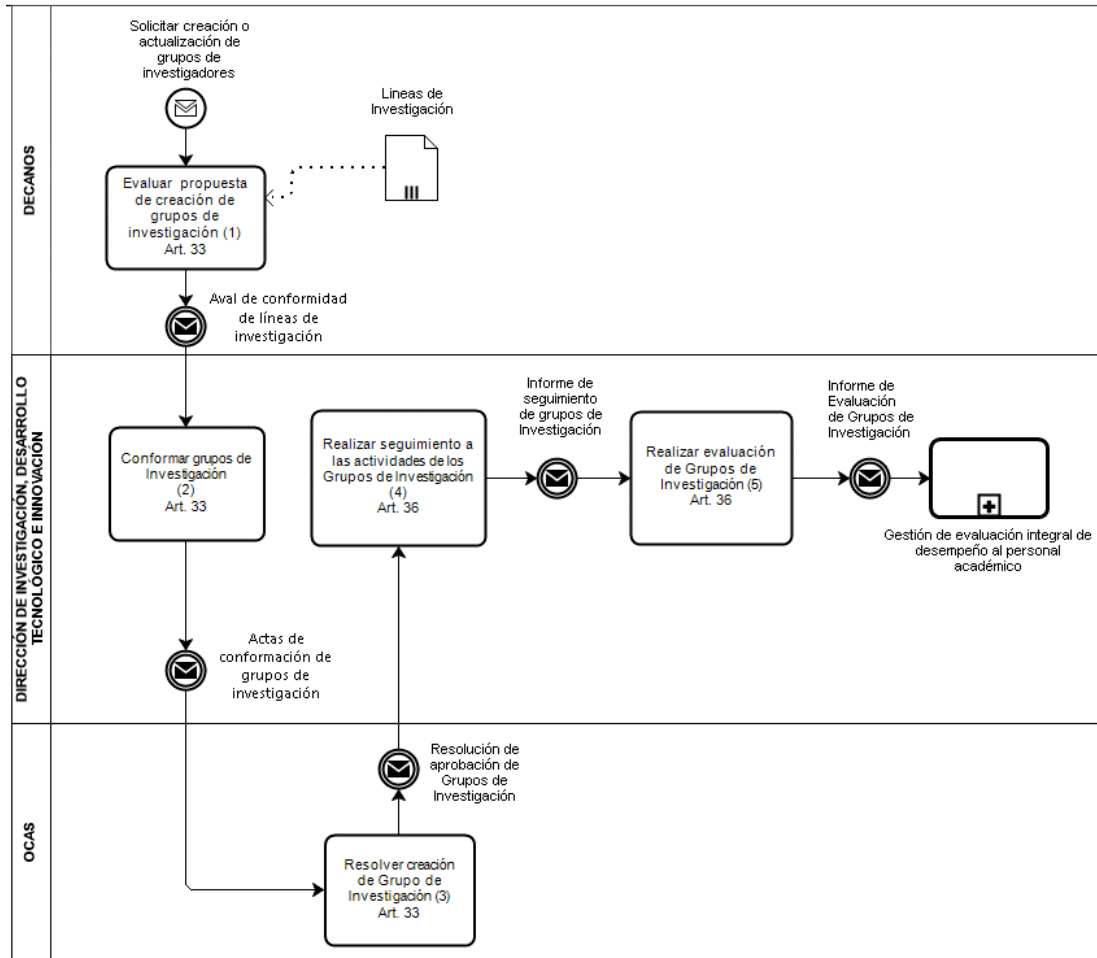 DECANOS
Solicitar creación o
actualización de
grupos de
investigadores
Lineas de
Investigación
Evaluar propuesta
de creación de
grupos de
investigación (1)
Art. 33
Aval de conformidad
de líneas de
investigación
DIRECCIÓN DE INVESTIGACIÓN, DESARROLLO
TECNOLÓGICO E INNOVACIÓN
Conformar grupos de
Investigación
(2)
Art. 33
Realizar seguimiento a
las actividades de los
Grupos de Investigación
(4)
Art. 36
Informe de
seguimiento
de grupos de
Investigación
Realizar evaluación
de Grupos de
Investigación (5)
Art. 36
Informe de
Evaluación
de Grupos de
Investigación
Gestión de evaluación integral de
desempeño al personal
académico
Actas de
conformación de
grupos de
investigación
OCAS
Resolución de
aprobación de
Grupos de
Investigación
Resolver creación
de Grupo de
Investigación (3)
Art. 33